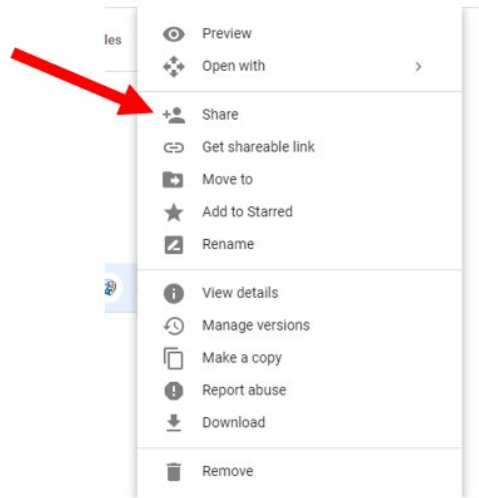 les
Preview
Open with
Share
Get shareable link
Move to
Add to Starred
Rename
View details
Manage versions
Make a copy
Report abuse
Download
Remove